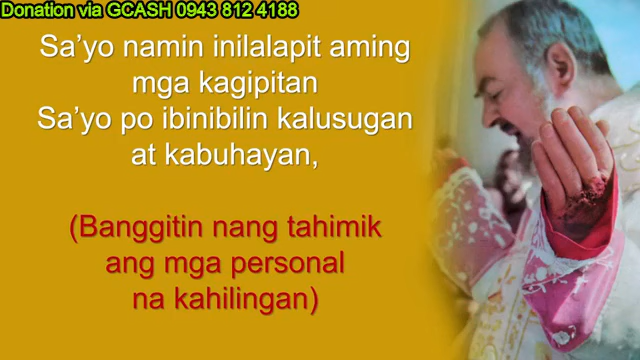 Donation via GCASH 0943 812 4188
Sa'yo namin inilalapit aming
mga kagipitan
Sa'yo po ibinibilin kalusugan
at kabuhayan,
(Banggitin nang tahimik
ang mga personal
na kahilingan)